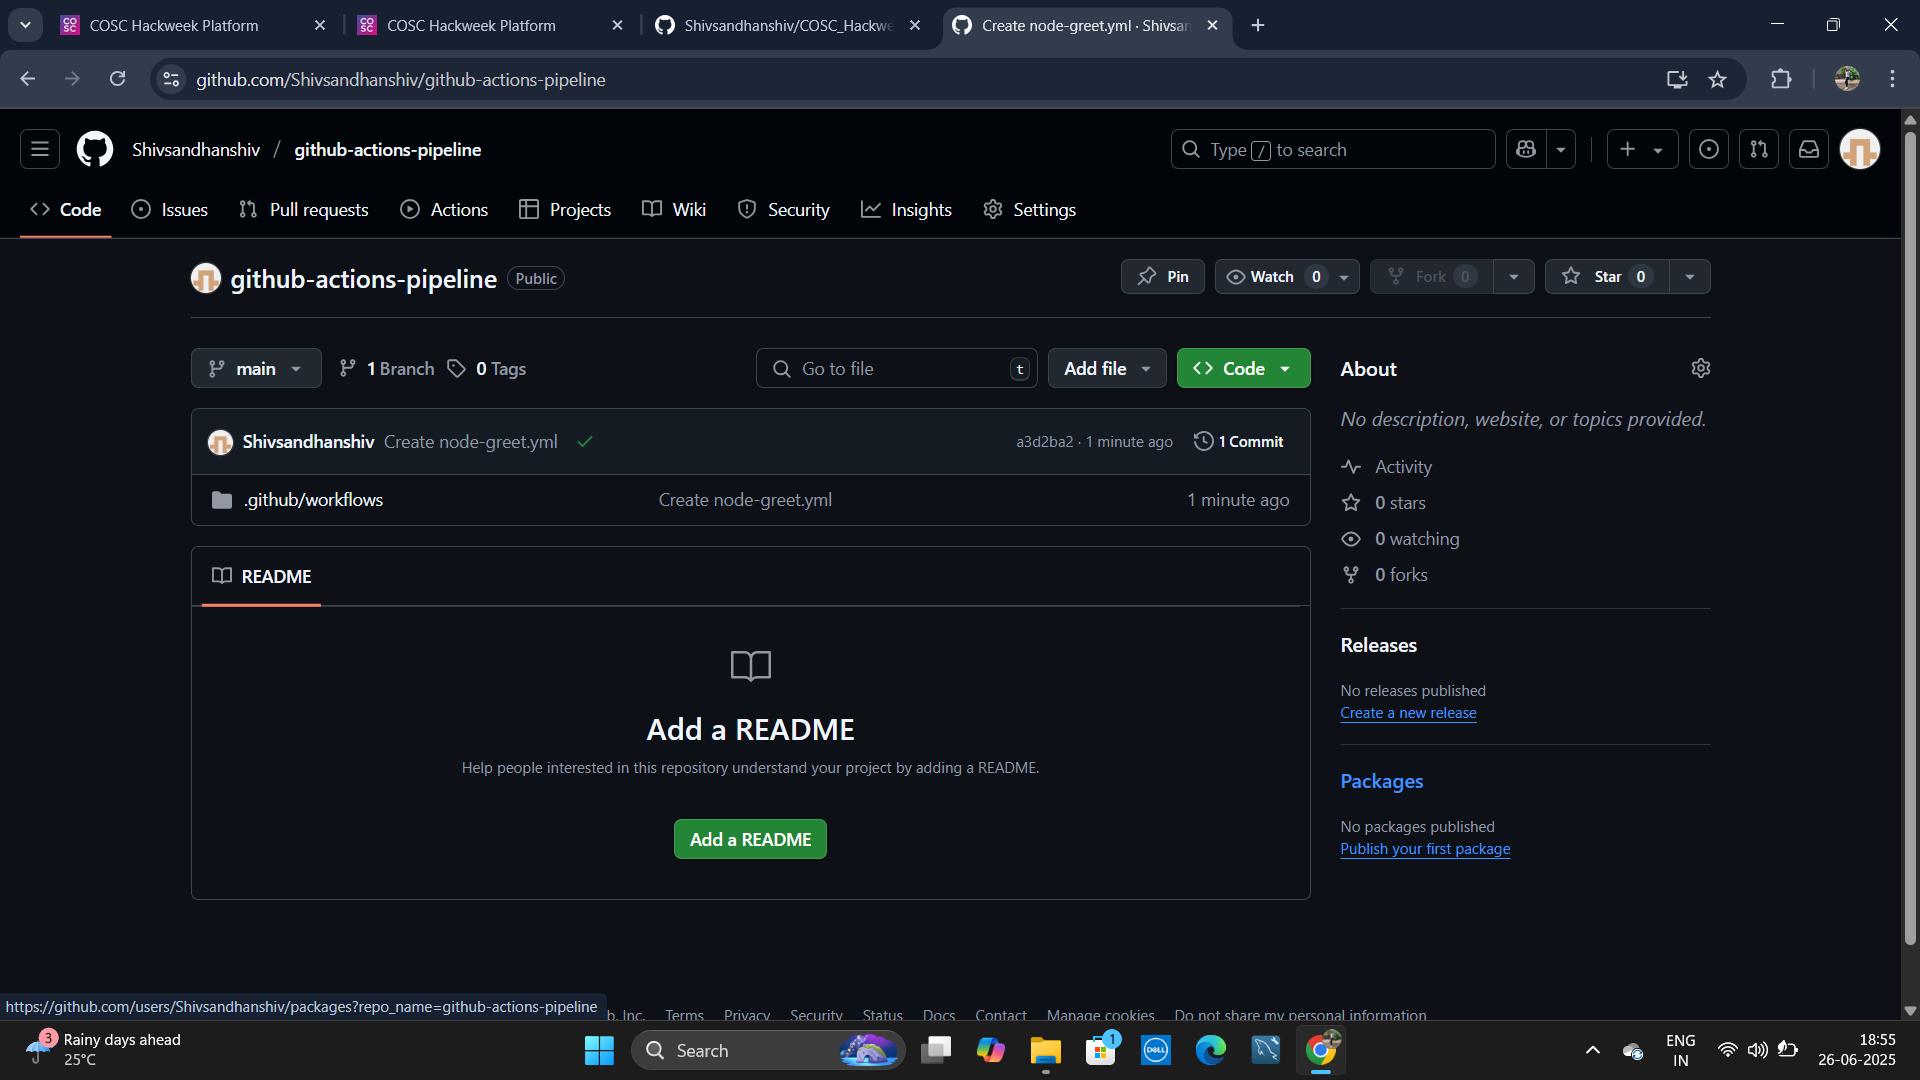 COSC Hackweek Platform
COSC Hackweek Platform
Shivsandhanshiv/COSC_Hackwe
Create node-greet.yml · Shivsan
github.com/Shivsandhanshiv/github-actions-pipeline
Shivsandhanshiv / github-actions-pipeline
Type / to search
Code
Issues
Pull requests
Actions
Projects
Wiki
Security
Insights
Settings
github-actions-pipeline
Public
Pin
Watch 0
Fork 0
Star 0
main
1 Branch
0 Tags
Go to file
t
Add file
Code
Shivsandhanshiv Create node-greet.yml
a3d2ba2 · 1 minute ago
1 Commit
.github/workflows
Create node-greet.yml
1 minute ago
README
Add a README
Help people interested in this repository understand your project by adding a README.
Add a README
About
No description, website, or topics provided.
Activity
0 stars
0 watching
0 forks
Releases
No releases published
Create a new release
Packages
No packages published
Publish your first package
https://github.com/users/Shivsandhanshiv/packages?repo_name=github-actions-pipeline
b, Inc.
Terms
Privacy
Security
Status
Docs
Contact
Manage cookies
Do not share my personal information
3
Rainy days ahead
25°C
Search
1
DELL
ENG
IN
18:55
26-06-2025